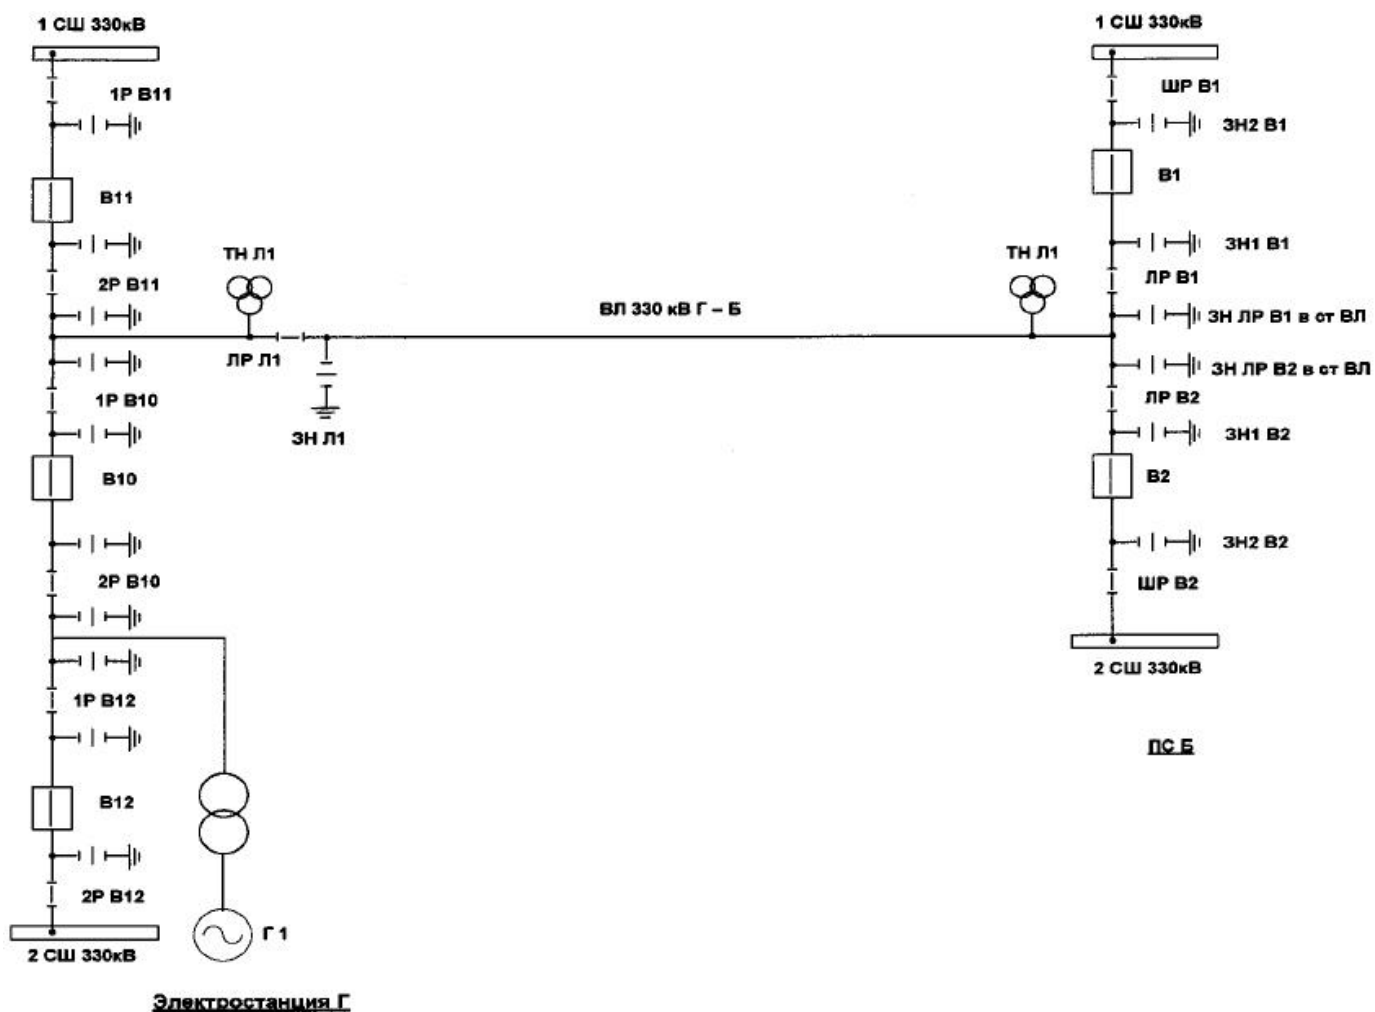 1 СШ 330кВ
1Р В11
В11
2Р В11
ТН Л1
ЛР Л1
ЗН Л1
1Р В10
В10
2Р В10
1Р В12
В12
2Р В12
2 СШ 330кВ
Г 1
Электростанция Г
ВЛ 330 кВ Г – Б
1 СШ 330кВ
ШР В1
ЗН2 В1
В1
ЗН1 В1
ТН Л1
ЛР В1
ЗН ЛР В1 в ст ВЛ
ЗН ЛР В2 в ст ВЛ
ЛР В2
ЗН1 В2
В2
ЗН2 В2
ШР В2
2 СШ 330кВ
ПС Б